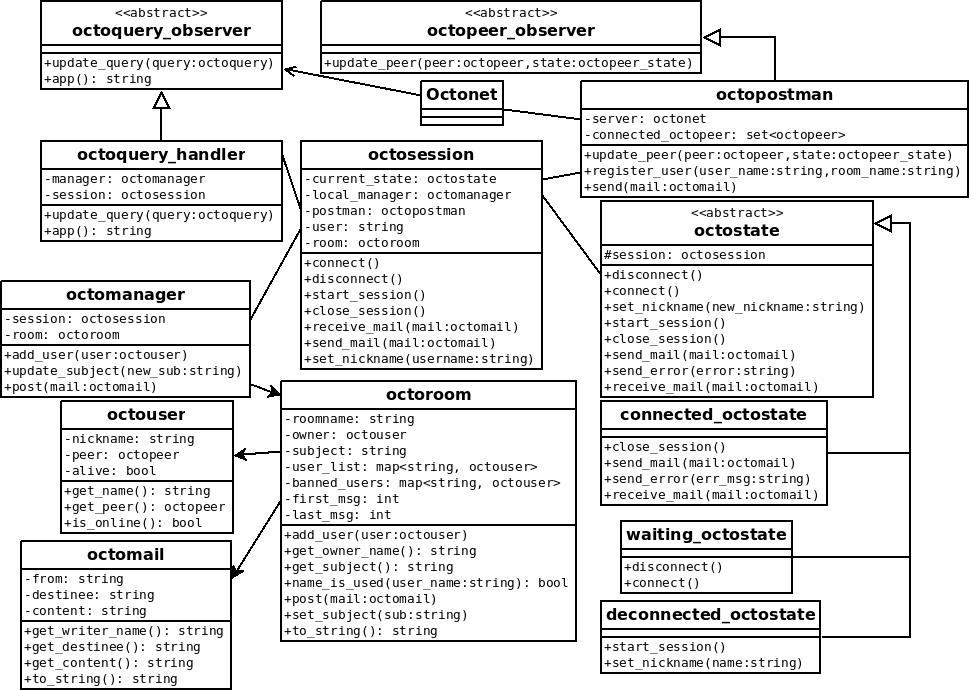 <<abstract>>
octoquery_observer
+update_query(query:octoquery)
+app(): string
<<abstract>>
octopeer_observer
+update_peer(peer:octopeer,state:octopeer_state)
Octonet
octopostman
-server: octonet
-connected_octopeer: set<octopeer>
+update_peer(peer:octopeer,state:octopeer_state)
+register_user(user_name:string,room_name:string)
+send(mail:octomail)
octoquery_handler
-manager: octomanager
-session: octosession
+update_query(query:octoquery)
+app(): string
octosession
-current_state: octostate
-local_manager: octomanager
-postman: octopostman
-user: string
-room: octoroom
+connect()
+disconnect()
+start_session()
+close_session()
+receive_mail(mail:octomail)
+send_mail(mail:octomail)
+set_nickname(username:string)
<<abstract>>
octostate
#session: octosession
+disconnect()
+connect()
+set_nickname(new_nickname:string)
+start_session()
+close_session()
+send_mail(mail:octomail)
+send_error(error:string)
+receive_mail(mail:octomail)
octomanager
-session: octosession
-room: octoroom
+add_user(user:octouser)
+update_subject(new_sub:string)
+post(mail:octomail)
octoroom
-roomname: string
-owner: octouser
-subject: string
-user_list: map<string, octouser>
-banned_users: map<string, octouser>
-first_msg: int
-last_msg: int
+add_user(user:octouser)
+get_owner_name(): string
+get_subject(): string
+name_is_used(user_name:string): bool
+post(mail:octomail)
+set_subject(sub:string)
+to_string(): string
octouser
-nickname: string
-peer: octopeer
-alive: bool
+get_name(): string
+get_peer(): octopeer
+is_online(): bool
connected_octostate
+close_session()
+send_mail(mail:octomail)
+send_error(err_msg:string)
+receive_mail(mail:octomail)
waiting_octostate
+disconnect()
+connect()
octomail
-from: string
-destinee: string
-content: string
+get_writer_name(): string
+get_destinee(): string
+get_content(): string
+to_string(): string
deconnected_octostate
+start_session()
+set_nickname(name:string)